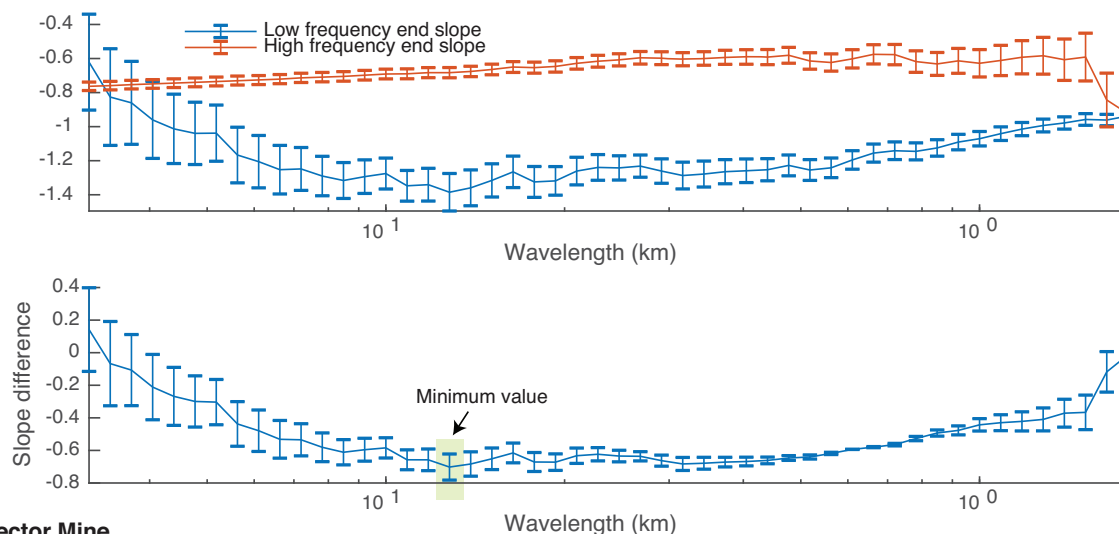 -0.4
-0.6
-0.8
-1
-1.2
-1.4
Low frequency end slope
High frequency end slope
10 1
10 0
Wavelength (km)
0.4
0.2
0
-0.2
-0.4
-0.6
-0.8
Slope difference
Minimum value
10 1
10 0
Wavelength (km)
Mine